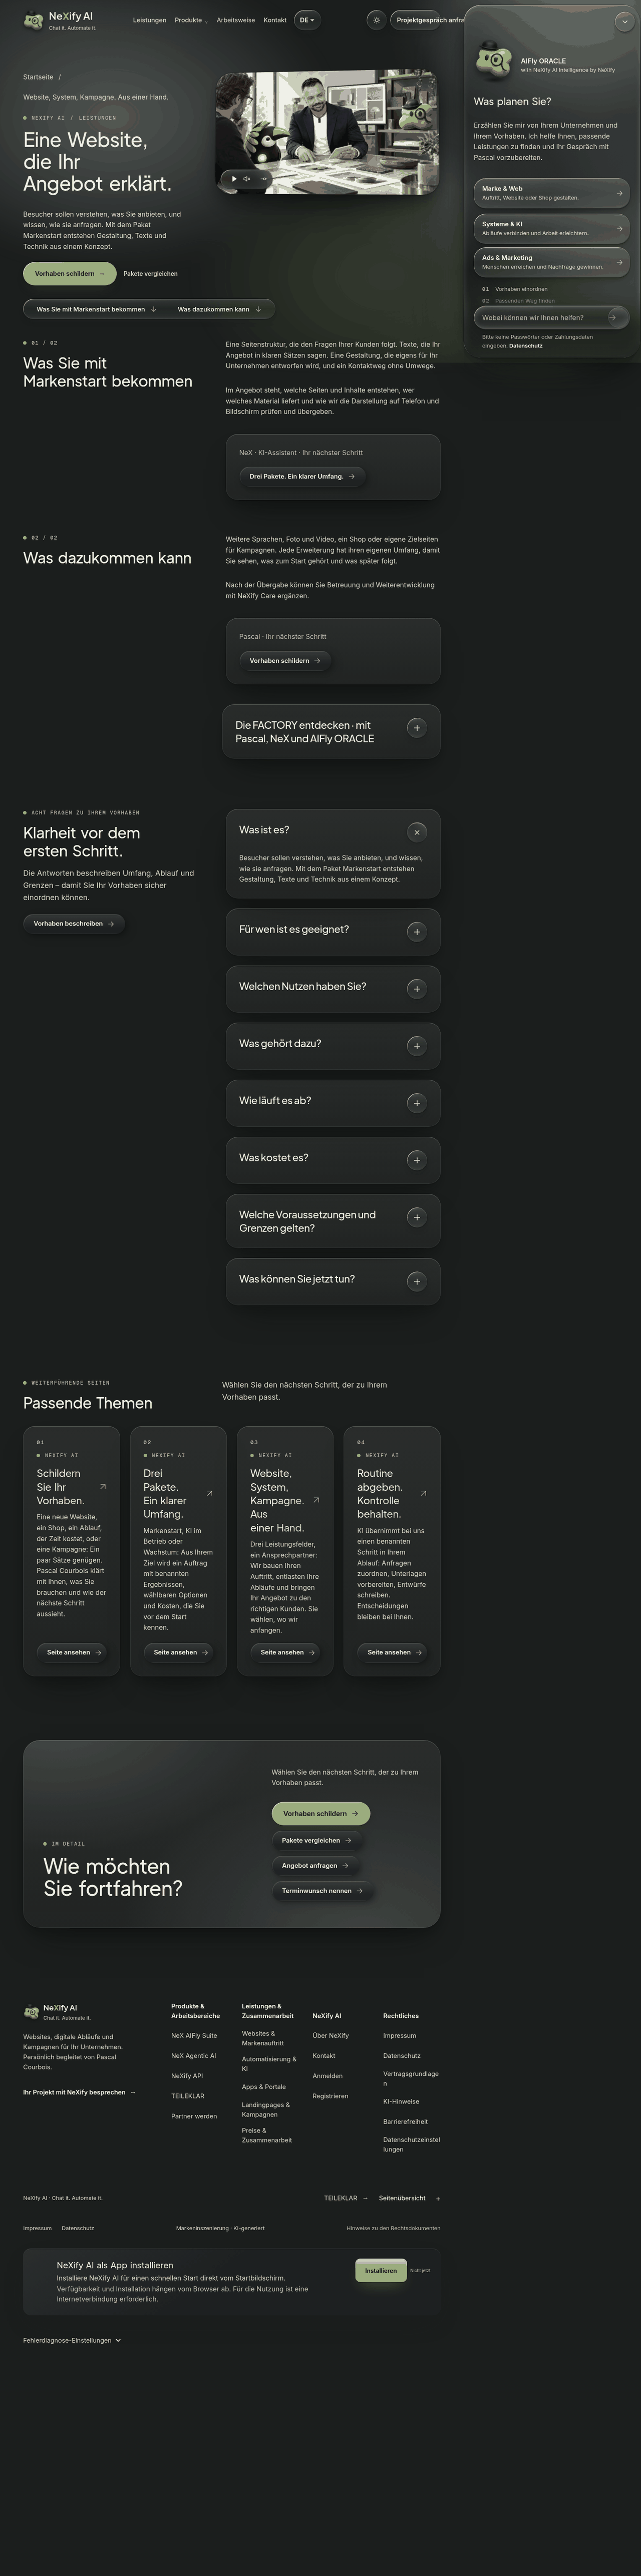 NeXify AI
Chat it. Automate it.
Leistungen
Produkte
Arbeitsweise
Kontakt
DE
Projektgespräch anfra
Startseite /
Website, System, Kampagne. Aus einer Hand.
NEXIFY AI / LEISTUNGEN
Eine Website,
die Ihr
Angebot erklärt.
Besucher sollen verstehen, was Sie anbieten, und
wissen, wie sie anfragen. Mit dem Paket
Markenstart entstehen Gestaltung, Texte und
Technik aus einem Konzept.
Vorhaben schildern →
Pakete vergleichen
Was Sie mit Markenstart bekommen ↓
Was dazukommen kann ↓
AIFly ORACLE
with NeXify AI Intelligence by NeXify
Was planen Sie?
Erzählen Sie mir von Ihrem Unternehmen und
Ihrem Vorhaben. Ich helfe Ihnen, passende
Leistungen zu finden und Ihr Gespräch mit
Pascal vorzubereiten.
Marke & Web
Auftritt, Website oder Shop gestalten.
→
Systeme & KI
Abläufe verbinden und Arbeit erleichtern.
→
Ads & Marketing
Menschen erreichen und Nachfrage gewinnen.
→
01 Vorhaben einordnen
02 Passenden Weg finden
Wobei können wir Ihnen helfen?
→
Bitte keine Passwörter oder Zahlungsdaten
eingeben. Datenschutz
01 / 02
Was Sie mit
Markenstart bekommen
Eine Seitenstruktur, die den Fragen Ihrer Kunden folgt. Texte, die Ihr
Angebot in klaren Sätzen sagen. Eine Gestaltung, die eigens für Ihr
Unternehmen entworfen wird, und ein Kontaktweg ohne Umwege.
Im Angebot steht, welche Seiten und Inhalte entstehen, wer
welches Material liefert und wie wir die Darstellung auf Telefon und
Bildschirm prüfen und übergeben.
NeX · KI-Assistent · Ihr nächster Schritt
Drei Pakete. Ein klarer Umfang. →
02 / 02
Was dazukommen kann
Weitere Sprachen, Foto und Video, ein Shop oder eigene Zielseiten
für Kampagnen. Jede Erweiterung hat ihren eigenen Umfang, damit
Sie sehen, was zum Start gehört und was später folgt.
Nach der Übergabe können Sie Betreuung und Weiterentwicklung
mit NeXify Care ergänzen.
Pascal · Ihr nächster Schritt
Vorhaben schildern →
Die FACTORY entdecken · mit
Pascal, NeX und AIFly ORACLE
+
ACHT FRAGEN ZU IHREM VORHABEN
Klarheit vor dem
ersten Schritt.
Die Antworten beschreiben Umfang, Ablauf und
Grenzen – damit Sie Ihr Vorhaben sicher
einordnen können.
Vorhaben beschreiben →
Was ist es?
×
Besucher sollen verstehen, was Sie anbieten, und wissen,
wie sie anfragen. Mit dem Paket Markenstart entstehen
Gestaltung, Texte und Technik aus einem Konzept.
Für wen ist es geeignet?
+
Welchen Nutzen haben Sie?
+
Was gehört dazu?
+
Wie läuft es ab?
+
Was kostet es?
+
Welche Voraussetzungen und
Grenzen gelten?
+
Was können Sie jetzt tun?
+
WEITERFÜHRENDE SEITEN
Passende Themen
Wählen Sie den nächsten Schritt, der zu Ihrem
Vorhaben passt.
01
NEXIFY AI
Schildern
Sie Ihr
Vorhaben.
Eine neue Website,
ein Shop, ein Ablauf,
der Zeit kostet, oder
eine Kampagne: Ein
paar Sätze genügen.
Pascal Courbois klärt
mit Ihnen, was Sie
brauchen und wie der
nächste Schritt
aussieht.
Seite ansehen →
02
NEXIFY AI
Drei
Pakete.
Ein klarer
Umfang.
Markenstart, KI im
Betrieb oder
Wachstum: Aus Ihrem
Ziel wird ein Auftrag
mit benannten
Ergebnissen,
wählbaren Optionen
und Kosten, die Sie
vor dem Start
kennen.
Seite ansehen →
03
NEXIFY AI
Website,
System,
Kampagne.
Aus
einer Hand.
Drei Leistungsfelder,
ein Ansprechpartner:
Wir bauen Ihren
Auftritt, entlasten Ihre
Abläufe und bringen
Ihr Angebot zu den
richtigen Kunden. Sie
wählen, wo wir
anfangen.
Seite ansehen →
04
NEXIFY AI
Routine
abgeben.
Kontrolle
behalten.
KI übernimmt bei uns
einen benannten
Schritt in Ihrem
Ablauf: Anfragen
zuordnen, Unterlagen
vorbereiten, Entwürfe
schreiben.
Entscheidungen
bleiben bei Ihnen.
Seite ansehen →
IM DETAIL
Wie möchten
Sie fortfahren?
Wählen Sie den nächsten Schritt, der zu Ihrem
Vorhaben passt.
Vorhaben schildern →
Pakete vergleichen →
Angebot anfragen →
Terminwunsch nennen →
NeXify AI
Chat it. Automate it.
Websites, digitale Abläufe und
Kampagnen für Ihr Unternehmen.
Persönlich begleitet von Pascal
Courbois.
Ihr Projekt mit NeXify besprechen →
Produkte &
Arbeitsbereiche
NeX AIFly Suite
NeX Agentic AI
NeXify API
TEILEKLAR
Partner werden
Leistungen &
Zusammenarbeit
Websites &
Markenauftritt
Automatisierung &
KI
Apps & Portale
Landingpages &
Kampagnen
Preise &
Zusammenarbeit
NeXify AI
Über NeXify
Kontakt
Anmelden
Registrieren
Rechtliches
Impressum
Datenschutz
Vertragsgrundlage
n
KI-Hinweise
Barrierefreiheit
Datenschutzeinstel
lungen
NeXify AI · Chat it. Automate it.
TEILEKLAR →
Seitenübersicht +
Impressum
Datenschutz
Markeninszenierung · KI-generiert
Hinweise zu den Rechtsdokumenten
NeXify AI als App installieren
Installiere NeXify AI für einen schnellen Start direkt vom Startbildschirm.
Verfügbarkeit und Installation hängen vom Browser ab. Für die Nutzung ist eine
Internetverbindung erforderlich.
Installieren
Nicht jetzt
Fehlerdiagnose-Einstellungen